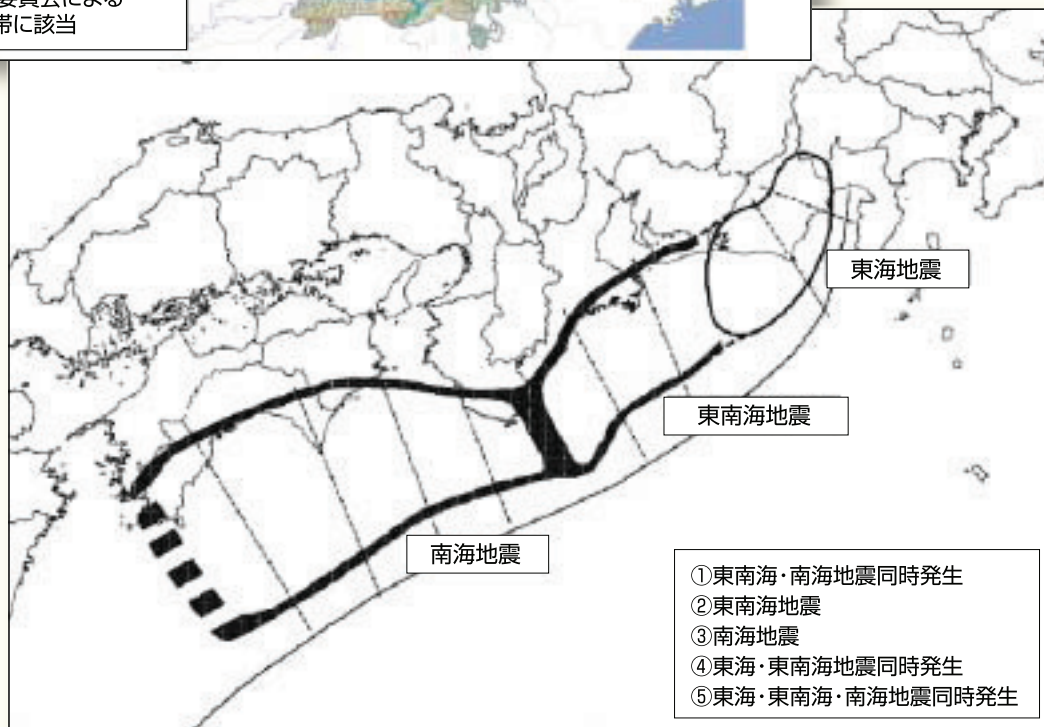 委員会による
帯に該当
東海地震
東南海地震
南海地震
①東南海・南海地震同時発生
②東南海地震
③南海地震
④東海・東南海地震同時発生
⑤東海・東南海・南海地震同時発生